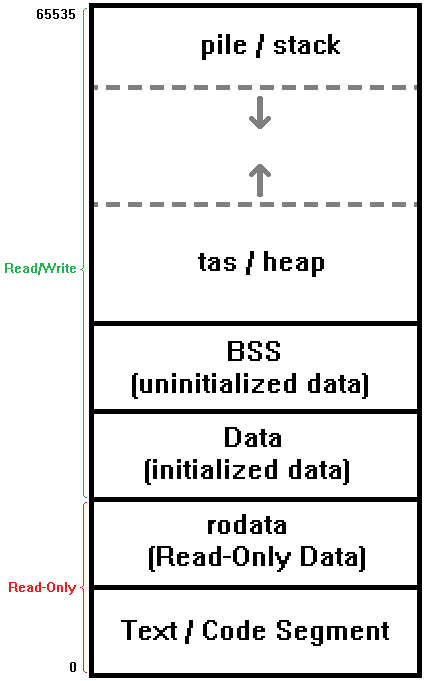 65535
pile / stack
tas / heap
Read/Write
BSS
(uninitialized data)
Data
(initialized data)
rodata
(Read-Only Data)
Read-Only
Text / Code Segment
0